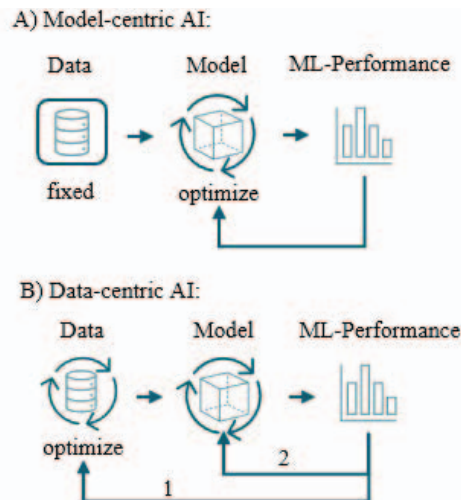 A) Model-centric AI:
Data Model ML-Performance
fixed optimize
B) Data-centric AI:
Data Model ML-Performance
optimize
2
1